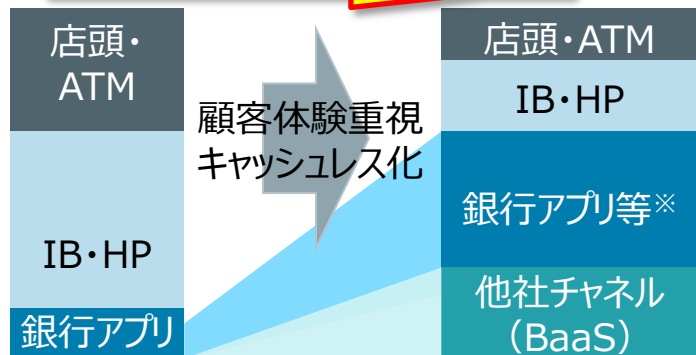 店頭・
ATM
IB・HP
銀行アプリ
顧客体験重視
キャッシュレス化
店頭・ATM
IB・HP
銀行アプリ等※
他社チャネル
（BaaS）